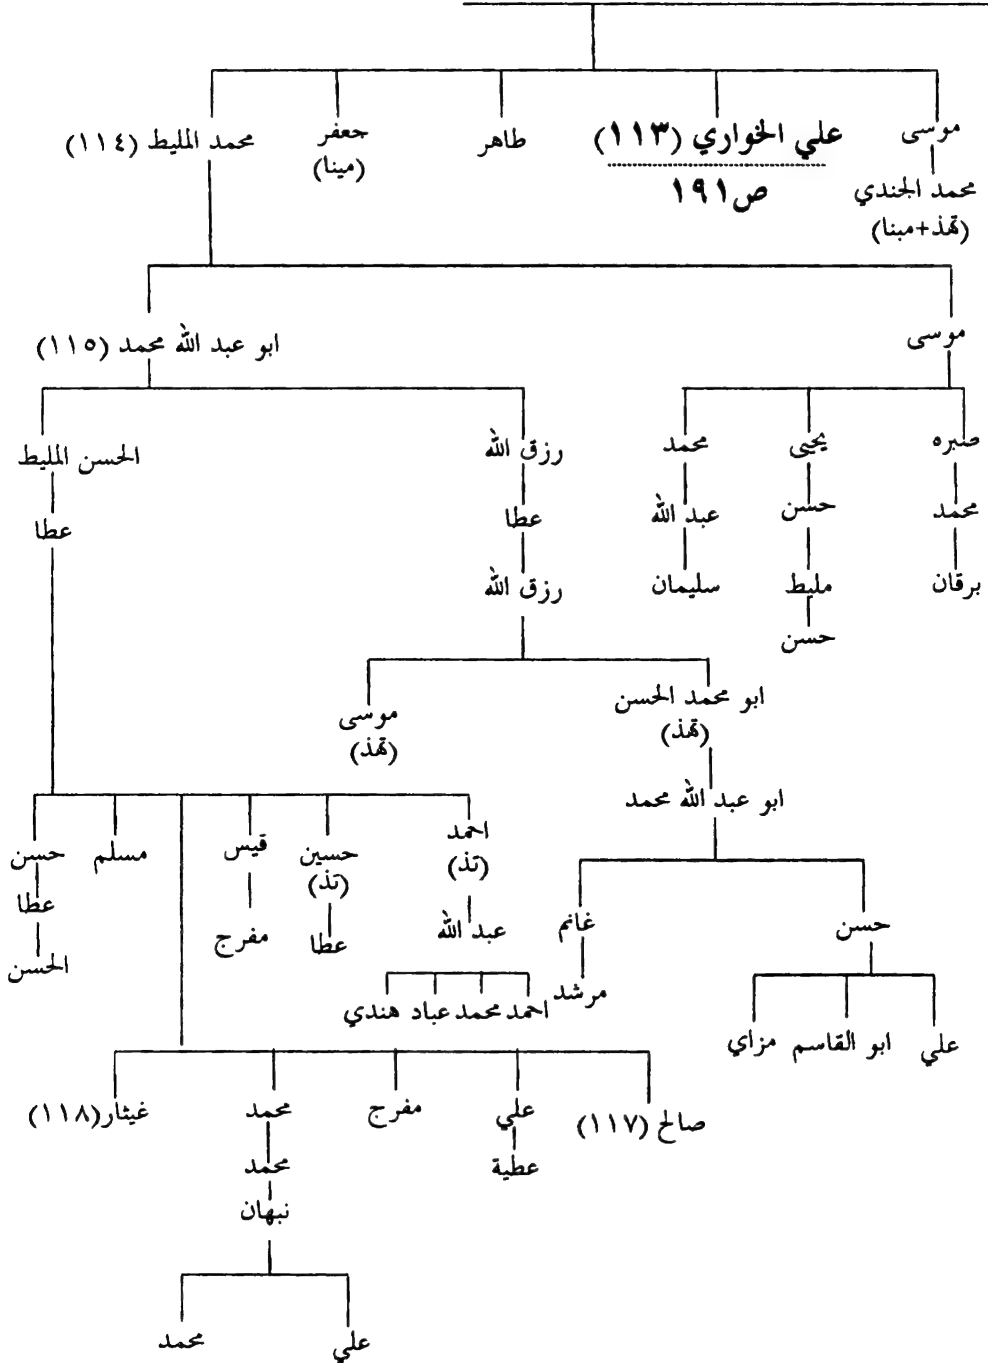 موسى
علي الخواري (١١٣)
طاهر
جعفر
محمد المليط (١١٤)
(مينا)
ص١٩١
محمد الجندي
(تهذ+مبنا)
موسى
ابو عبد الله محمد (١١٥)
صبره
يحيى
محمد
رزق الله
الحسن المليط
محمد
حسن
عبد الله
عطا
عطا
برقان
مليط
سليمان
رزق الله
حسن
ابو محمد الحسن
(تهذ)
موسى
(تهذ)
ابو عبد الله محمد
احمد
(تذ)
حسين
(تذ)
قيس
مسلم
حسن
عطا
حسن
غانم
عبد الله
عطا
مفرج
الحسن
مرشد
احمد محمد عباد هندي
علي
ابو القاسم
مزاي
صالح (١١٧)
علي
مفرج
محمد
غيثار(١١٨)
عطية
محمد
نبهان
علي
محمد